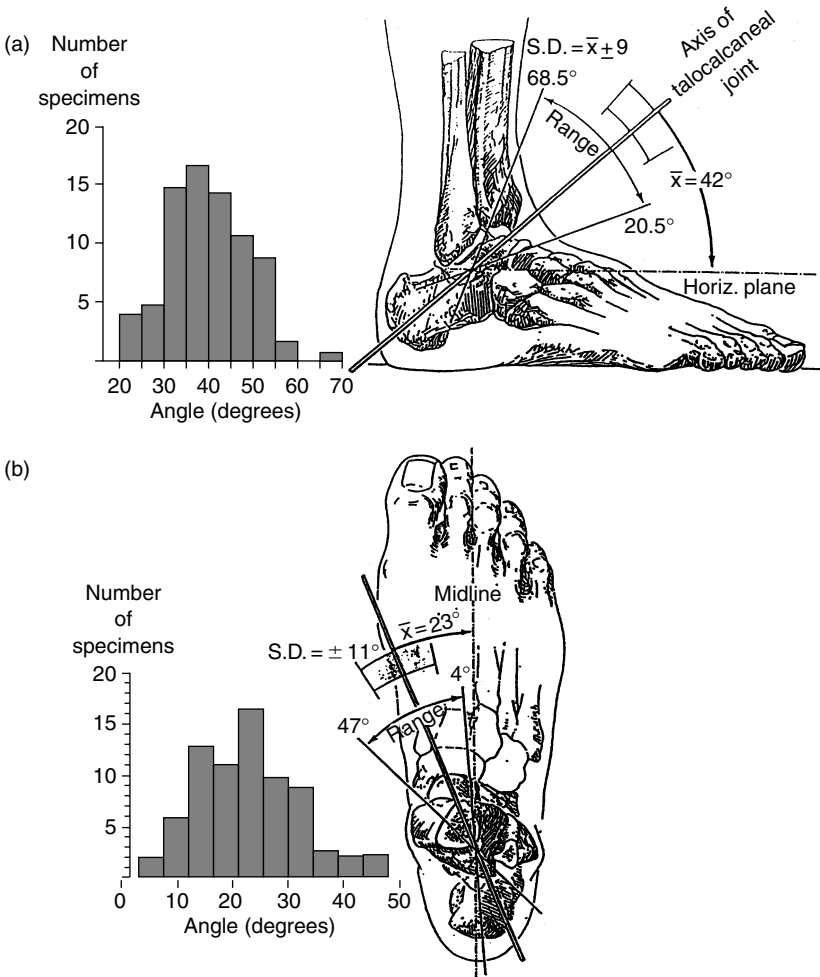 (a)
Number
of
specimens
20
15
10
5
20 30 40 50 60 70
Angle (degrees)
S.D. = x̅ ± 9
68.5°
Range
Axis of
talocalcaneal
joint
x̅ = 42°
20.5°
Horiz. plane
(b)
Number
of
specimens
20
15
10
5
0 10 20 30 40 50
Angle (degrees)
Midline
x̅ = 23°
S.D. = ± 11°
4°
47°
Range